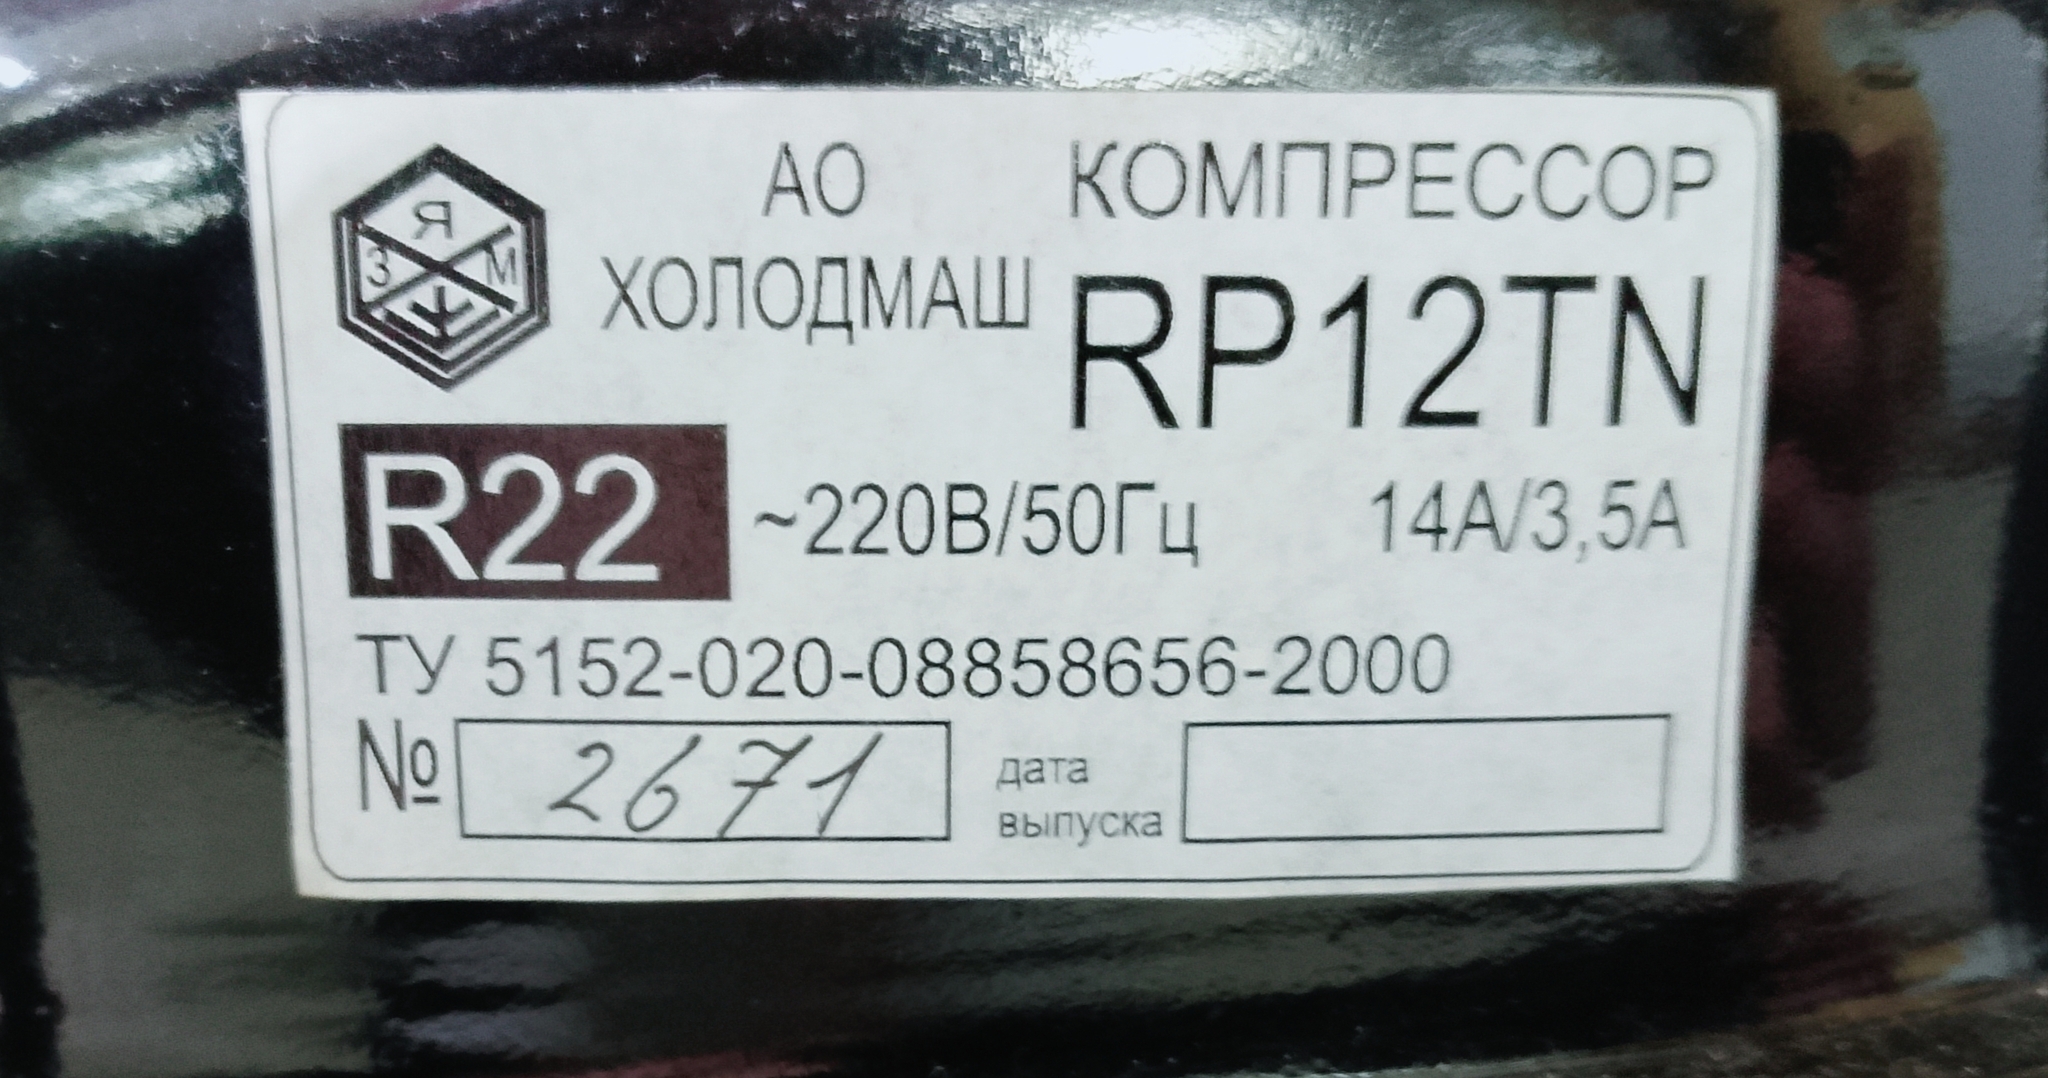 Я
З М
АО
ХОЛОДМАШ
КОМПРЕССОР
RP12TN
R22 ~220В/50Гц 14А/3,5А
ТУ 5152-020-08858656-2000
№ 2671 дата
выпуска